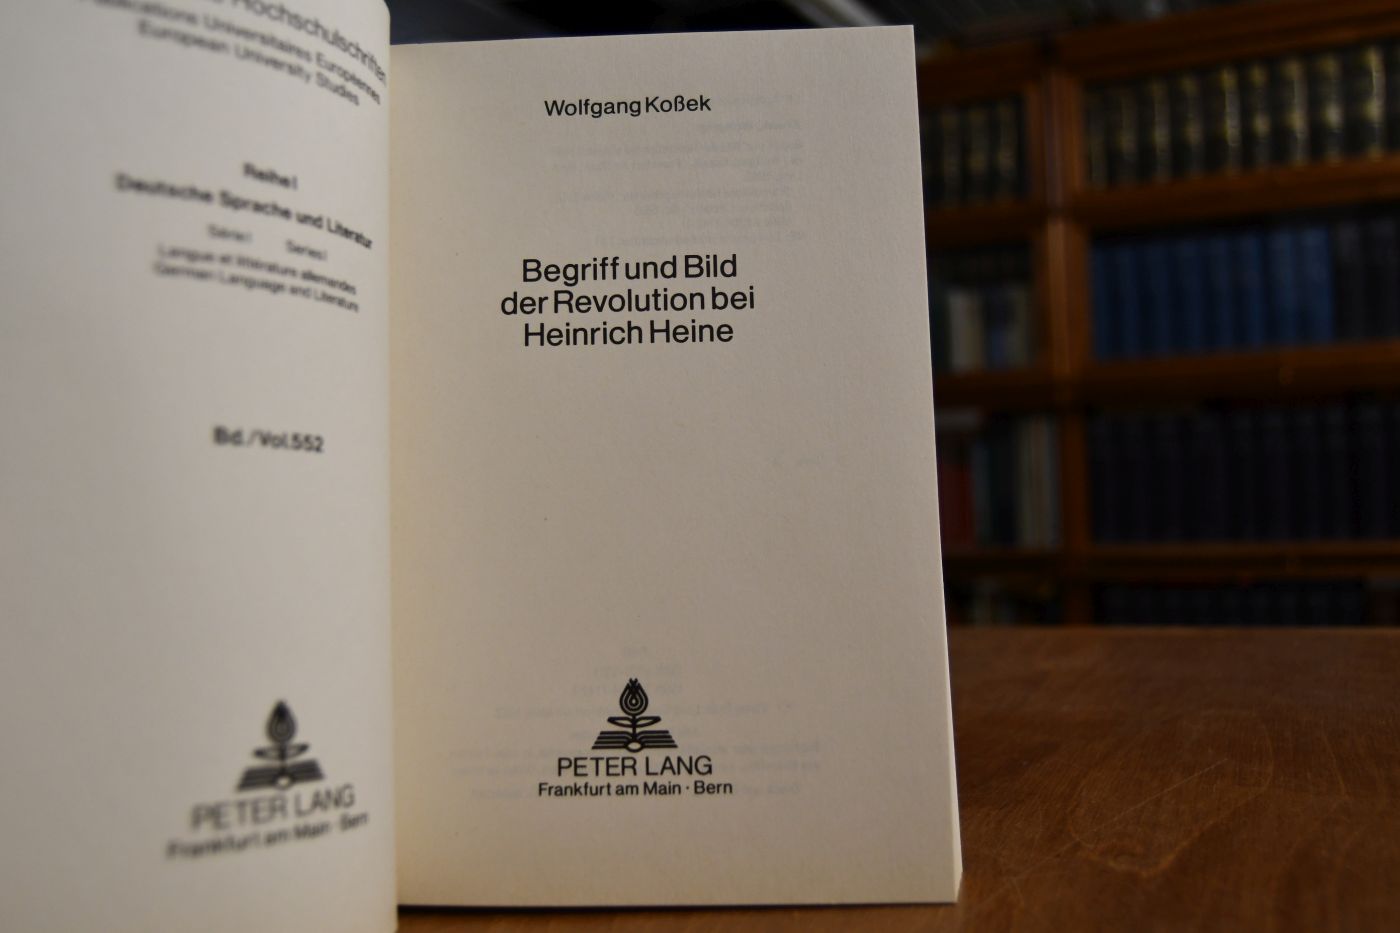 Hochschulschriften
Publications Universitaires Européennes
European University Studies
Reihe I
Deutsche Sprache und Literatur
Série I Series I
Langue et littérature allemandes
German Language and Literature
Bd./Vol.552
PETER LANG
Frankfurt am Main · Bern
Wolfgang Koßek
Begriff und Bild
der Revolution bei
Heinrich Heine
PETER LANG
Frankfurt am Main · Bern